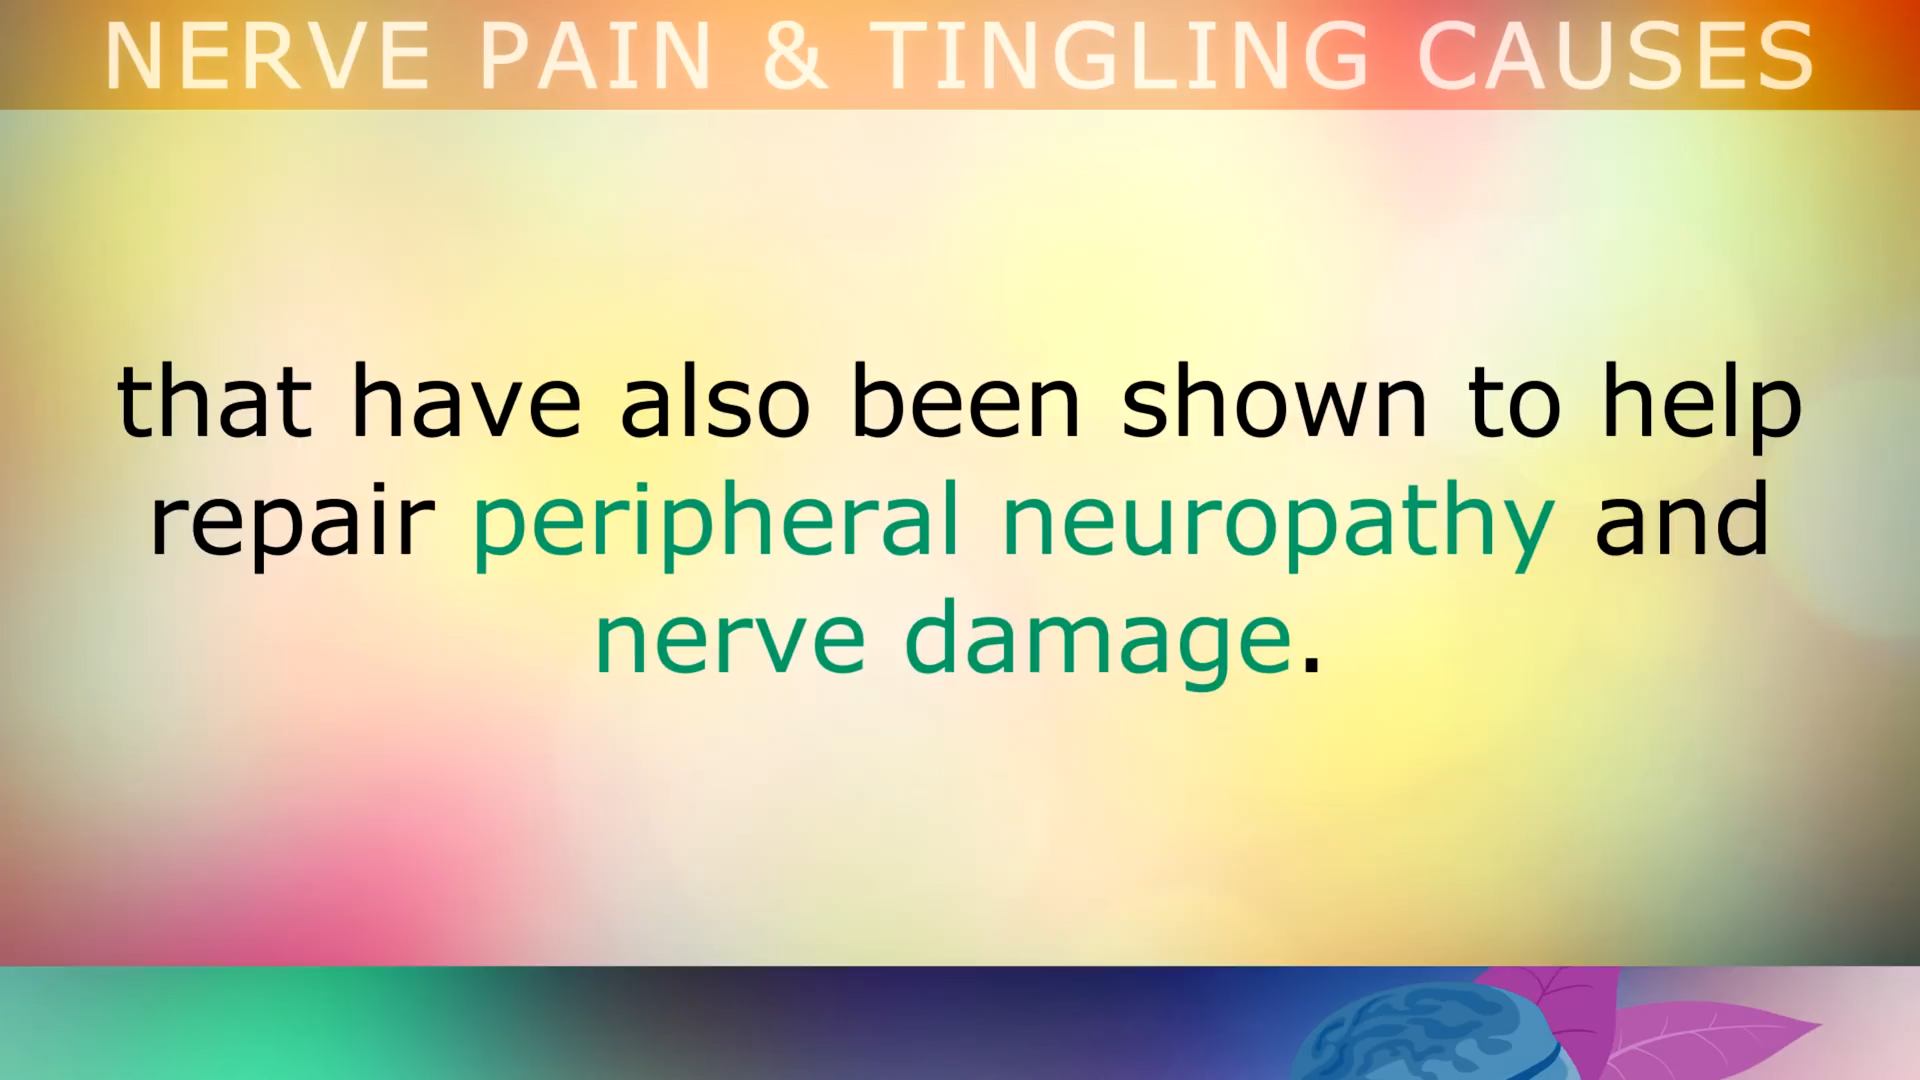 NERVE PAIN & TINGLING CAUSES
that have also been shown to help
repair peripheral neuropathy and
nerve damage.